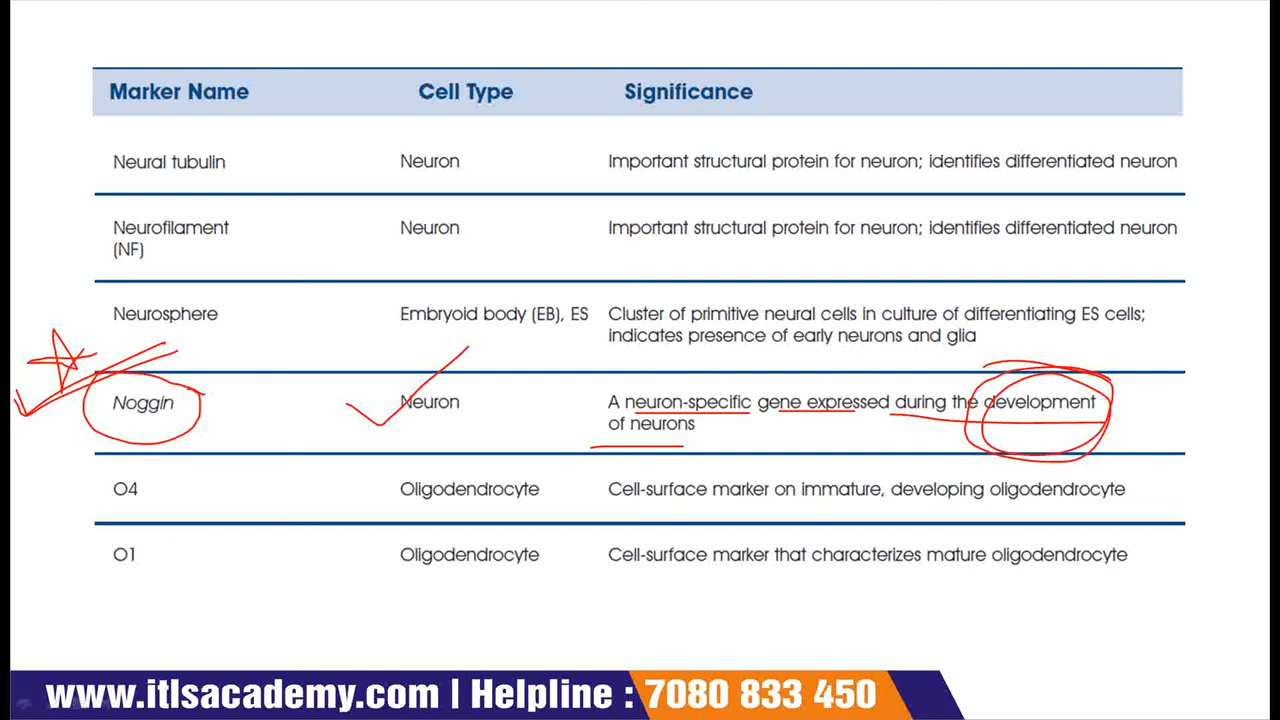 Marker Name Cell Type Significance
Neural tubulin Neuron Important structural protein for neuron; identifies differentiated neuron
Neurofilament Neuron Important structural protein for neuron; identifies differentiated neuron
(NF)
Neurosphere Embryoid body (EB), ES Cluster of primitive neural cells in culture of differentiating ES cells;
indicates presence of early neurons and glia
Noggin Neuron A neuron-specific gene expressed during the development
of neurons
O4 Oligodendrocyte Cell-surface marker on immature, developing oligodendrocyte
O1 Oligodendrocyte Cell-surface marker that characterizes mature oligodendrocyte
www.itlsacademy.com | Helpline : 7080 833 450